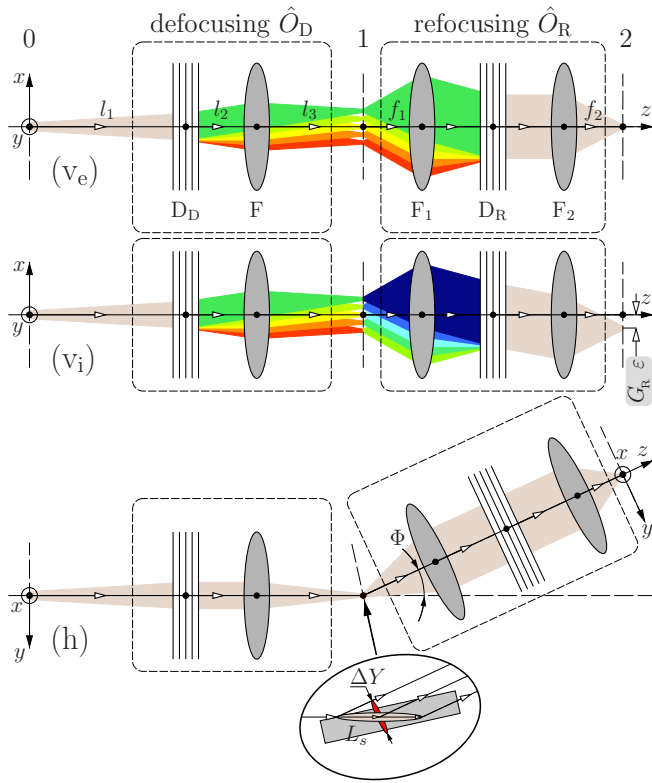 defocusing Ô_D
refocusing Ô_R
0
1
2
x
l_1
l_2
l_3
f_1
f_2
z
y
(v_e)
D_D
F
F_1
D_R
F_2
x
z
y
(v_i)
G_R ε
x
z
y
Φ
x
y
(h)
ΔY
L_s